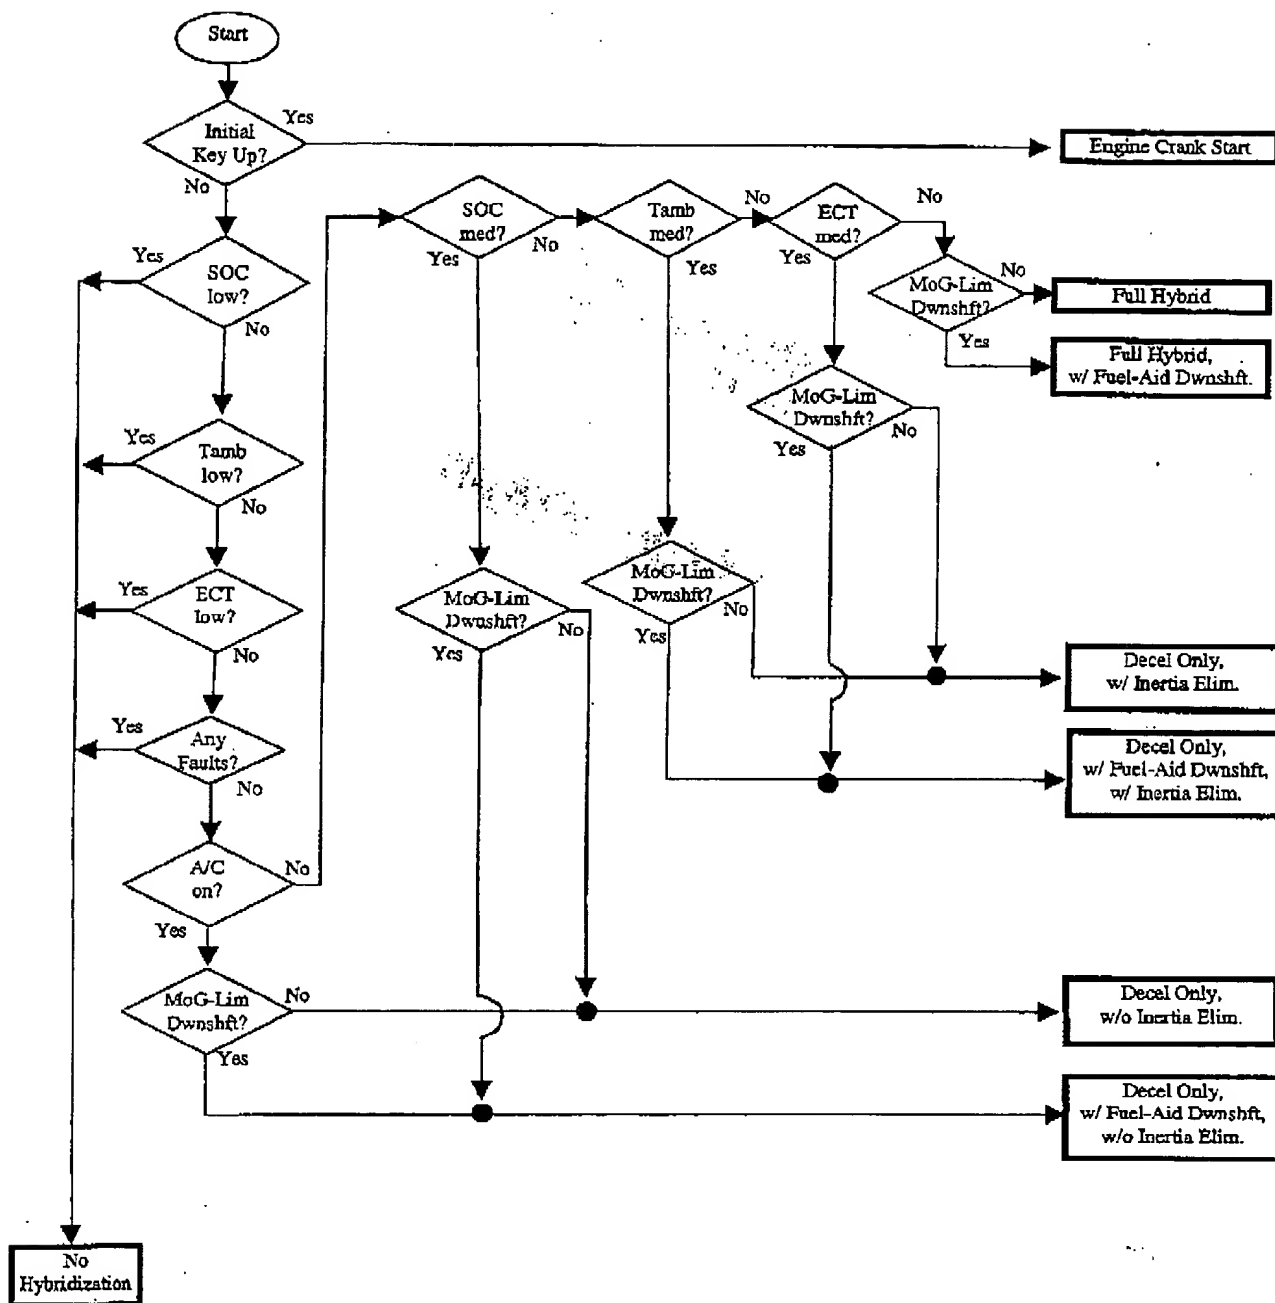 Start
Initial
Key Up?
Yes
No
Engine Crank Start
SOC
low?
Yes
No
SOC
med?
Yes
No
Tamb
med?
No
Yes
ECT
med?
No
Yes
MoG-Lim
Dwnshft?
No
Yes
Full Hybrid
Full Hybrid,
w/ Fuel-Aid Dwnshft.
MoG-Lim
Dwnshft?
Yes
No
Tamb
low?
Yes
No
ECT
low?
Yes
No
MoG-Lim
Dwnshft?
Yes
No
MoG-Lim
Dwnshft?
Yes
No
Decel Only,
w/ Inertia Elim.
Any
Faults?
Yes
No
Decel Only,
w/ Fuel-Aid Dwnshft,
w/ Inertia Elim.
A/C
on?
No
Yes
MoG-Lim
Dwnshft?
No
Yes
Decel Only,
w/o Inertia Elim.
Decel Only,
w/ Fuel-Aid Dwnshft,
w/o Inertia Elim.
No
Hybridization